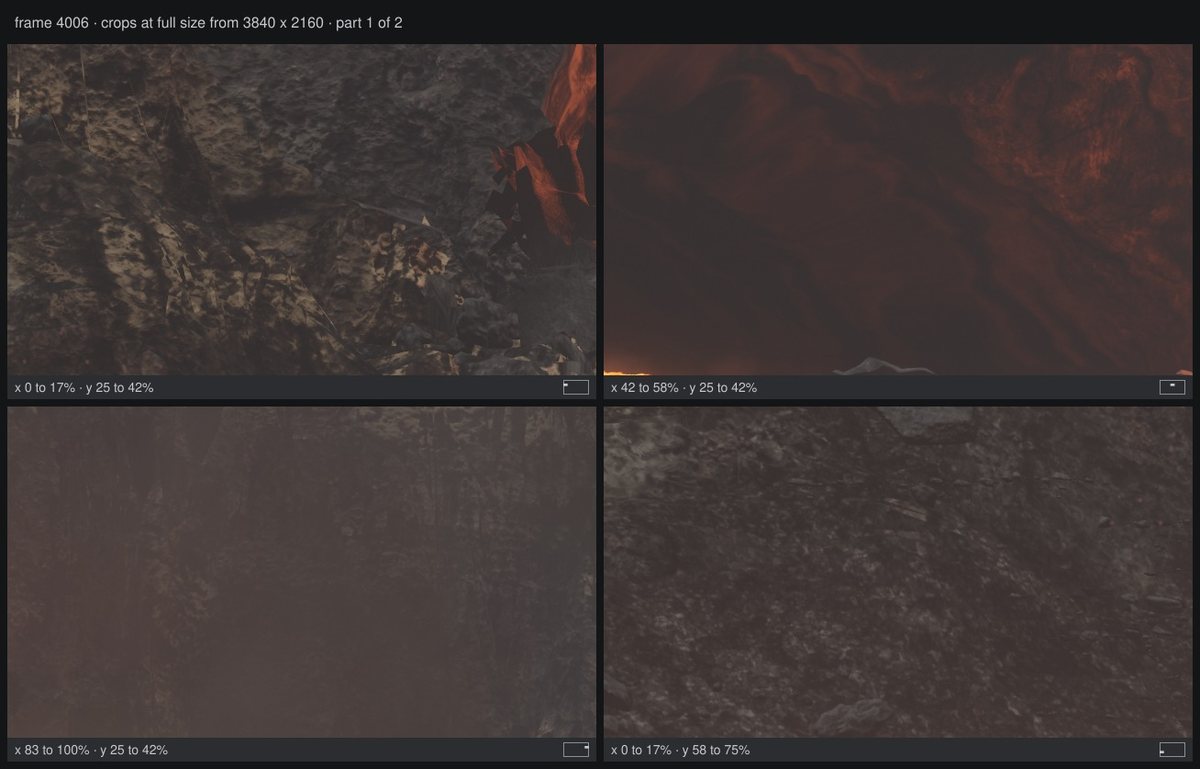 frame 4006 · crops at full size from 3840 x 2160 · part 1 of 2
x 0 to 17% · y 25 to 42%
x 42 to 58% · y 25 to 42%
x 83 to 100% · y 25 to 42%
x 0 to 17% · y 58 to 75%